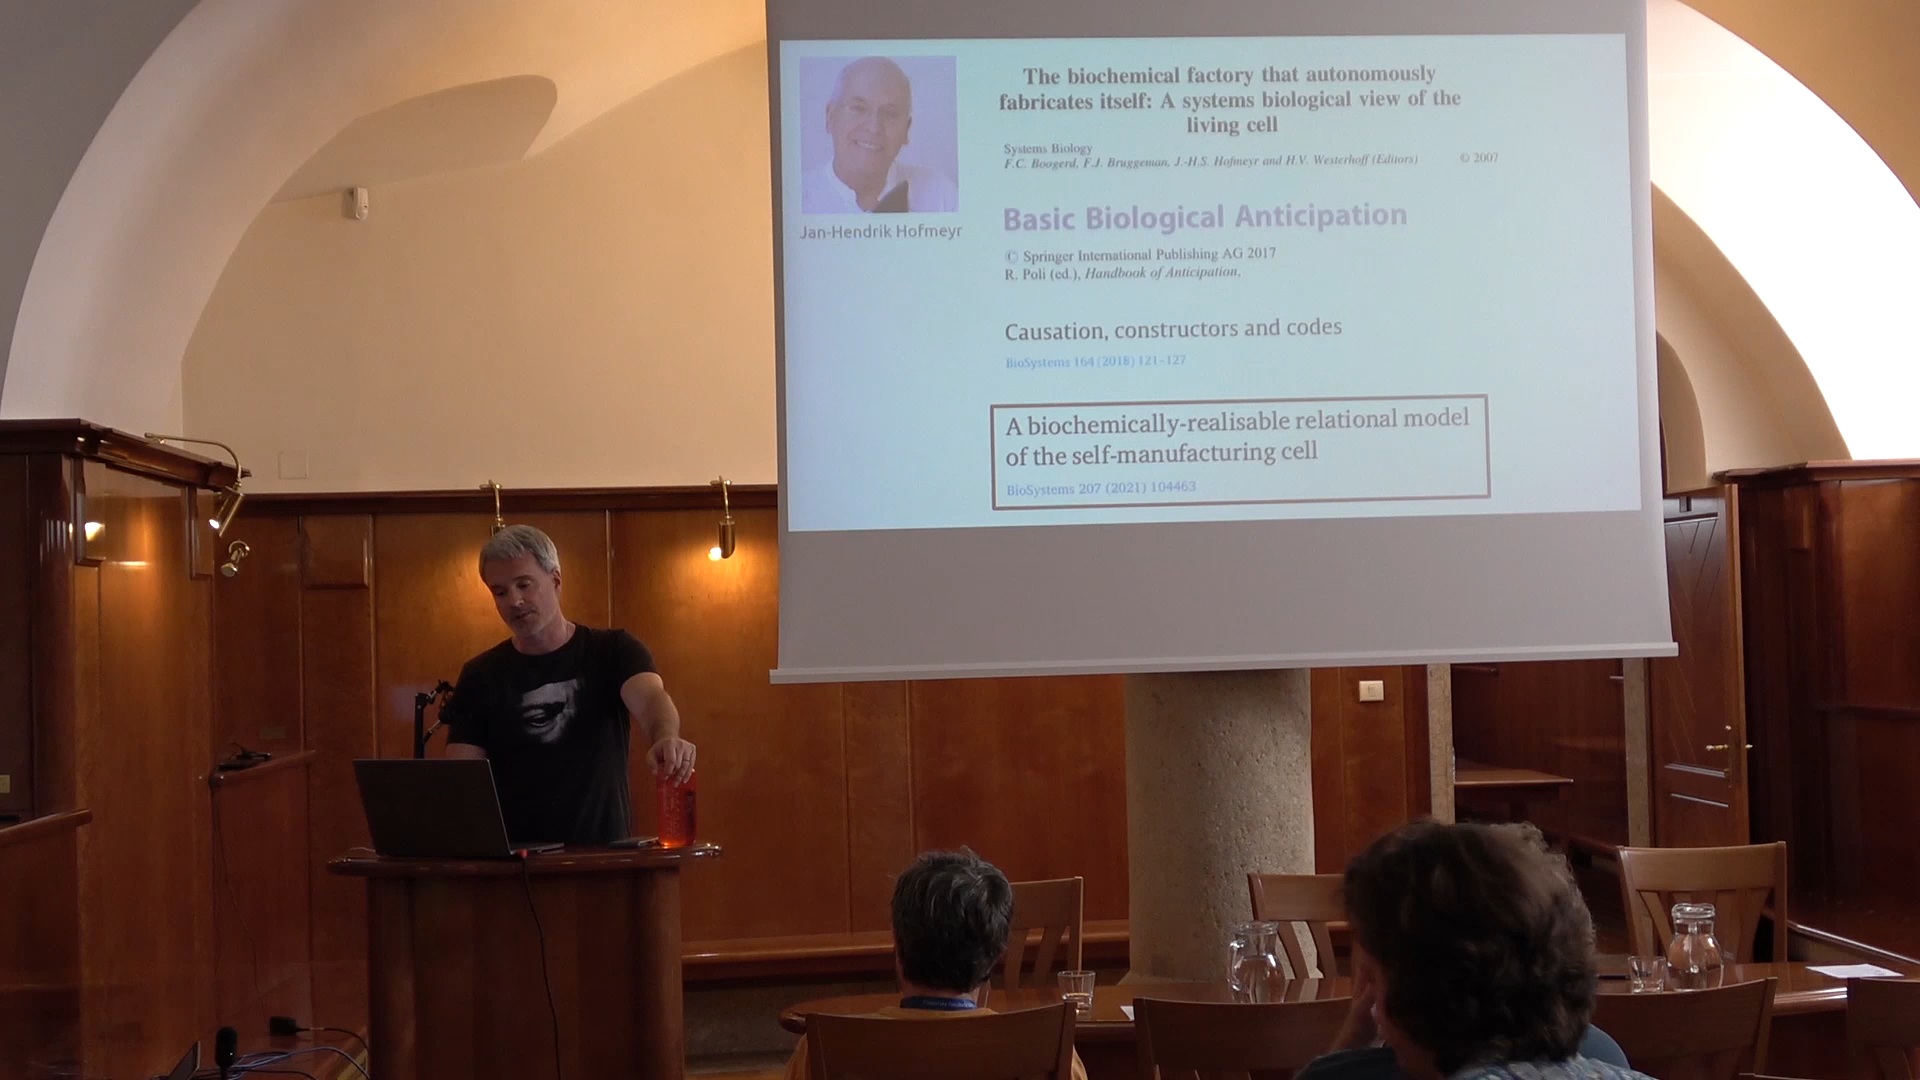 Jan-Hendrik Hofmeyr
The biochemical factory that autonomously
fabricates itself: A systems biological view of the
living cell
Systems Biology
F.C. Boogerd, F.J. Bruggeman, J.-H.S. Hofmeyr and H.V. Westerhoff (Editors) © 2007
Basic Biological Anticipation
© Springer International Publishing AG 2017
R. Poli (ed.), Handbook of Anticipation,
Causation, constructors and codes
BioSystems 164 (2018) 121–127
A biochemically-realisable relational model
of the self-manufacturing cell
BioSystems 207 (2021) 104463